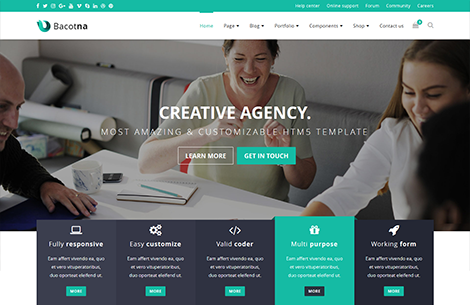 Help center Online support Forum Community Careers
Bacotna
Home Page Blog Portfolio Components Shop Contact us
CREATIVE AGENCY.
MOST AMAZING & CUSTOMIZABLE HTMS TEMPLATE
LEARN MORE GET IN TOUCH
Fully responsive
Eam affert vivendo ea, quo
et vero vituperatoribus,
duo oporteat eleifend ut.
MORE
Easy customize
Eam affert vivendo ea, quo
et vero vituperatoribus,
duo oporteat eleifend ut.
MORE
Valid coder
Eam affert vivendo ea, quo
et vero vituperatoribus,
duo oporteat eleifend ut.
MORE
Multi purpose
Eam affert vivendo ea, quo
et vero vituperatoribus,
duo oporteat eleifend ut.
MORE
Working form
Eam affert vivendo ea, quo
et vero vituperatoribus,
duo oporteat eleifend ut.
MORE